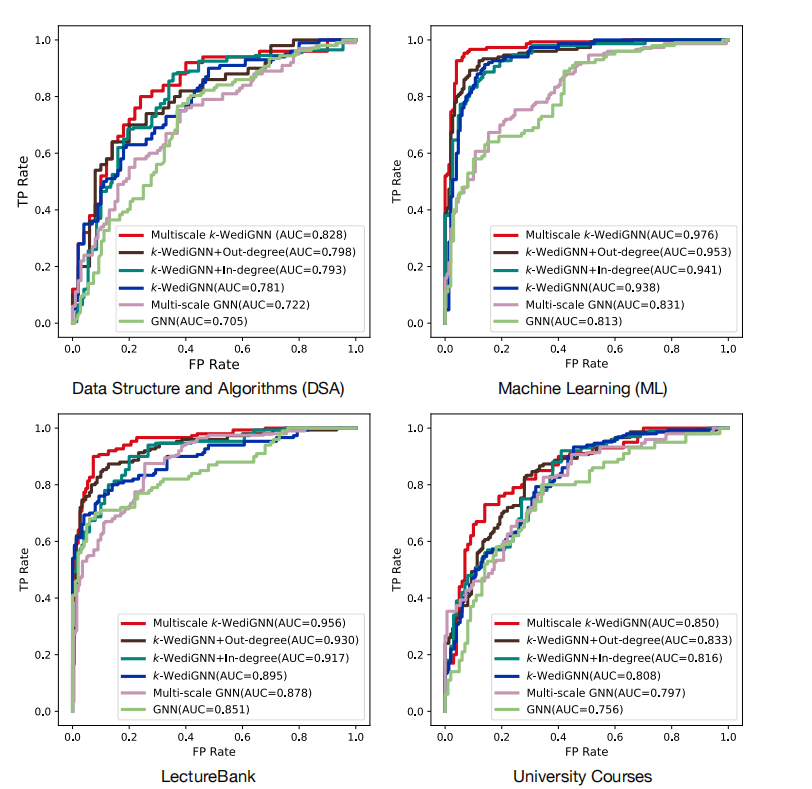 1.0
0.8
0.6
0.4
0.2
0.0
TP Rate
Multiscale k-WediGNN (AUC=0.828)
k-WediGNN+Out-degree(AUC=0.798)
k-WediGNN+In-degree(AUC=0.793)
k-WediGNN(AUC=0.781)
Multi-scale GNN(AUC=0.722)
GNN(AUC=0.705)
0.0 0.2 0.4 0.6 0.8 1.0
FP Rate
Data Structure and Algorithms (DSA)
1.0
0.8
0.6
0.4
0.2
0.0
TP Rate
Multiscale k-WediGNN(AUC=0.976)
k-WediGNN+Out-degree(AUC=0.953)
k-WediGNN+In-degree(AUC=0.941)
k-WediGNN(AUC=0.938)
Multi-scale GNN(AUC=0.831)
GNN(AUC=0.813)
0.0 0.2 0.4 0.6 0.8 1.0
FP Rate
Machine Learning (ML)
1.0
0.8
0.6
0.4
0.2
0.0
TP Rate
Multiscale k-WediGNN(AUC=0.956)
k-WediGNN+Out-degree(AUC=0.930)
k-WediGNN+In-degree(AUC=0.917)
k-WediGNN(AUC=0.895)
Multi-scale GNN(AUC=0.878)
GNN(AUC=0.851)
0.0 0.2 0.4 0.6 0.8 1.0
FP Rate
LectureBank
1.0
0.8
0.6
0.4
0.2
0.0
TP Rate
Multiscale k-WediGNN(AUC=0.850)
k-WediGNN+Out-degree(AUC=0.833)
k-WediGNN+In-degree(AUC=0.816)
k-WediGNN(AUC=0.808)
Multi-scale GNN(AUC=0.797)
GNN(AUC=0.756)
0.0 0.2 0.4 0.6 0.8 1.0
FP Rate
University Courses